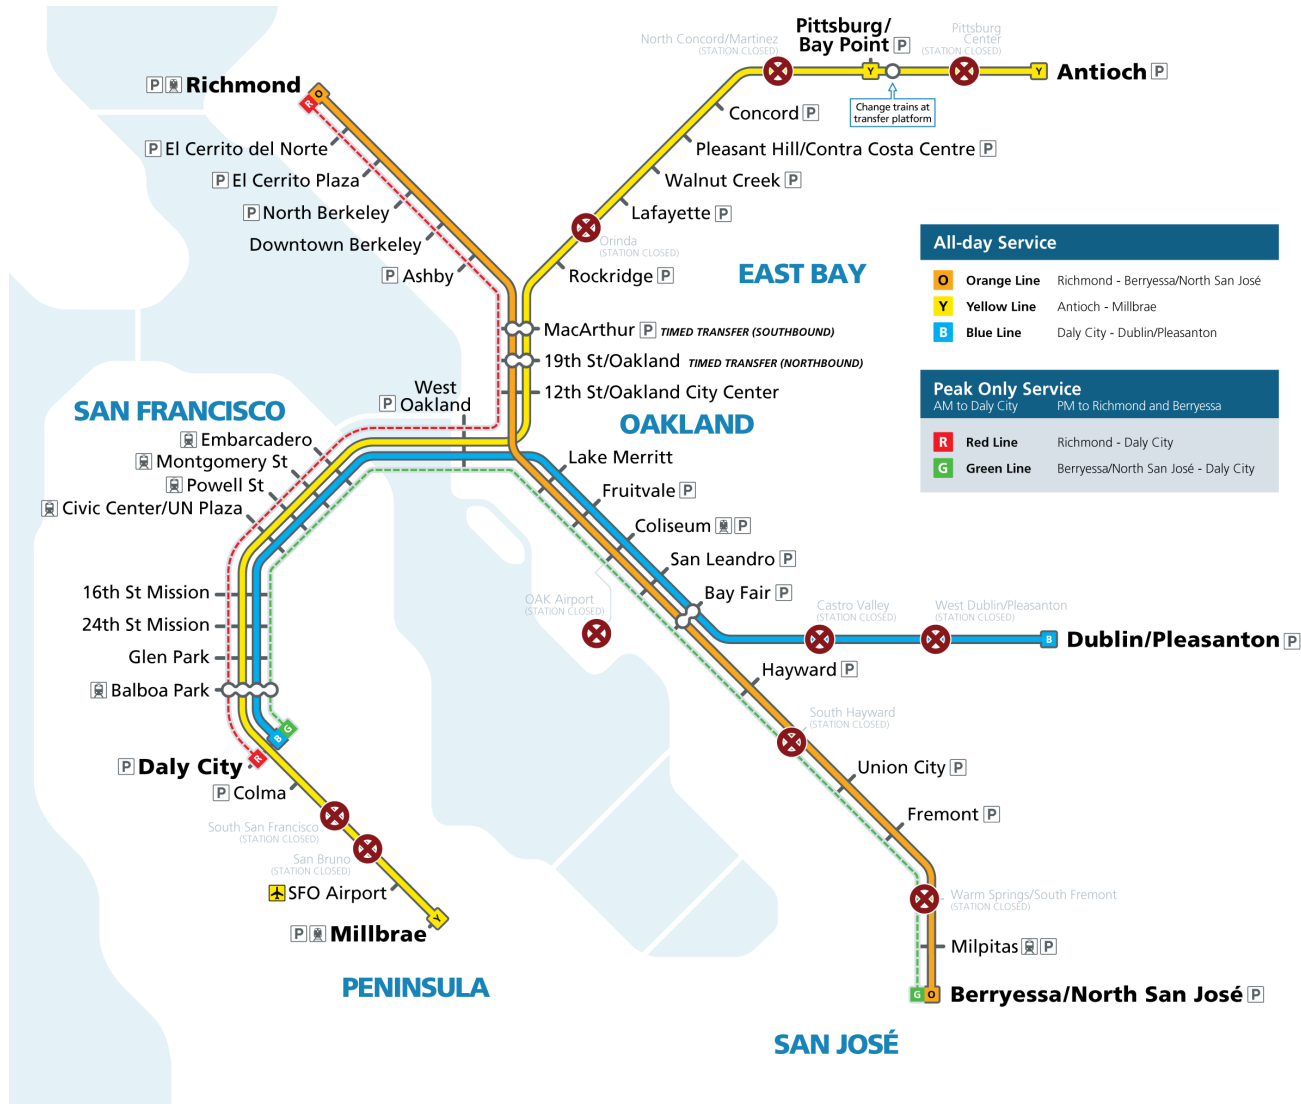 North Concord/Martinez
(STATION CLOSED)
Pittsburg/
Bay Point P
Pittsburg
Center
(STATION CLOSED)
Y
Y
Antioch P
Change trains at
transfer platform
P Richmond
O
R
Concord P
P El Cerrito del Norte
Pleasant Hill/Contra Costa Centre P
P El Cerrito Plaza
Walnut Creek P
P North Berkeley
Lafayette P
Downtown Berkeley
Orinda
(STATION CLOSED)
P Ashby
Rockridge P
EAST BAY
All-day Service
O Orange Line Richmond - Berryessa/North San José
Y Yellow Line Antioch - Millbrae
B Blue Line Daly City - Dublin/Pleasanton
Peak Only Service
AM to Daly City PM to Richmond and Berryessa
R Red Line Richmond - Daly City
G Green Line Berryessa/North San José - Daly City
MacArthur P TIMED TRANSFER (SOUTHBOUND)
19th St/Oakland TIMED TRANSFER (NORTHBOUND)
12th St/Oakland City Center
West
P Oakland
SAN FRANCISCO
OAKLAND
Embarcadero
Montgomery St
Powell St
Civic Center/UN Plaza
Lake Merritt
Fruitvale P
Coliseum P
San Leandro P
Bay Fair P
OAK Airport
(STATION CLOSED)
Castro Valley
(STATION CLOSED)
West Dublin/Pleasanton
(STATION CLOSED)
B
Dublin/Pleasanton P
16th St Mission
24th St Mission
Glen Park
Balboa Park
Hayward P
South Hayward
(STATION CLOSED)
G
B
R
P Daly City
P Colma
Union City P
Fremont P
South San Francisco
(STATION CLOSED)
San Bruno
(STATION CLOSED)
SFO Airport
Y
P Millbrae
Warm Springs/South Fremont
(STATION CLOSED)
Milpitas P
G
O
Berryessa/North San José P
PENINSULA
SAN JOSÉ